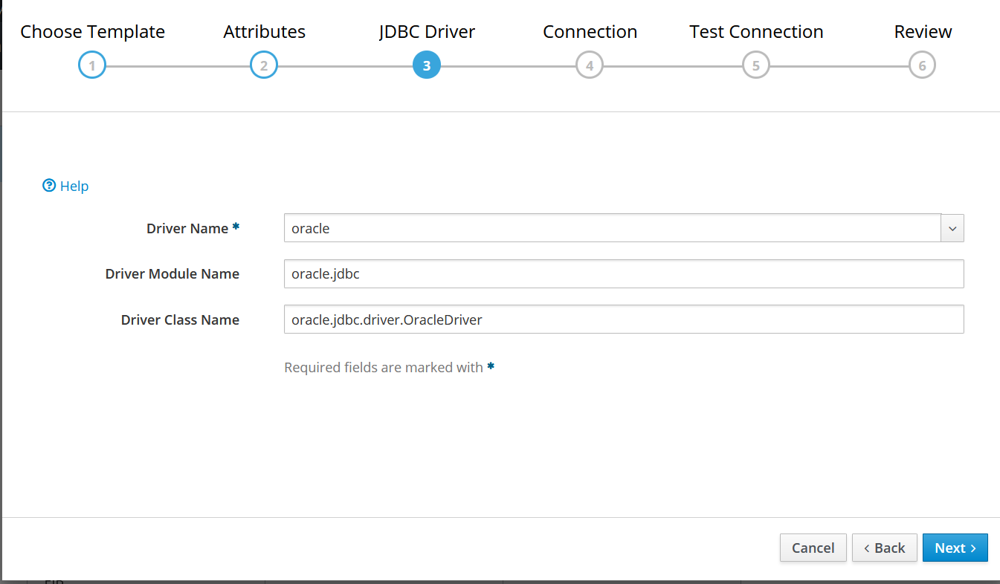 Choose Template Attributes JDBC Driver Connection Test Connection Review
1 2 3 4 5 6
Help
Driver Name * oracle
Driver Module Name oracle.jdbc
Driver Class Name oracle.jdbc.driver.OracleDriver
Required fields are marked with *
Cancel < Back Next >